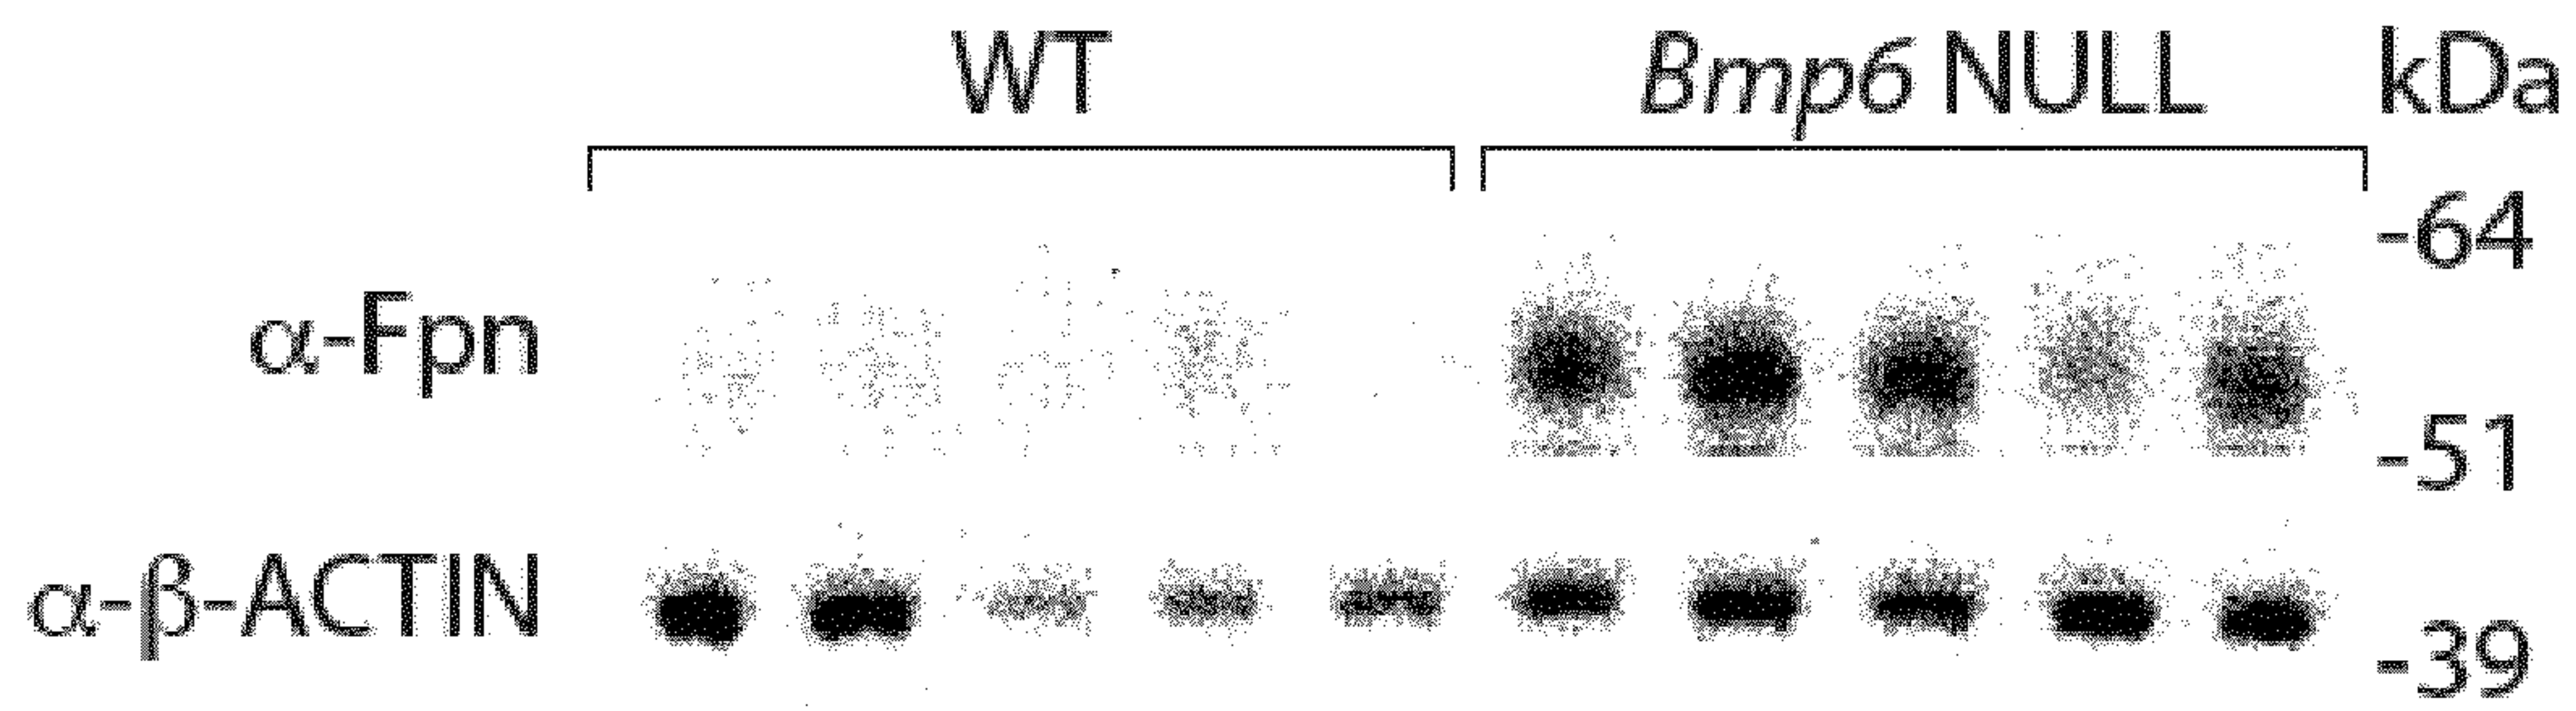 WT Bmp6 NULL kDa
-64
α-Fpn
-51
α-β-ACTIN
-39